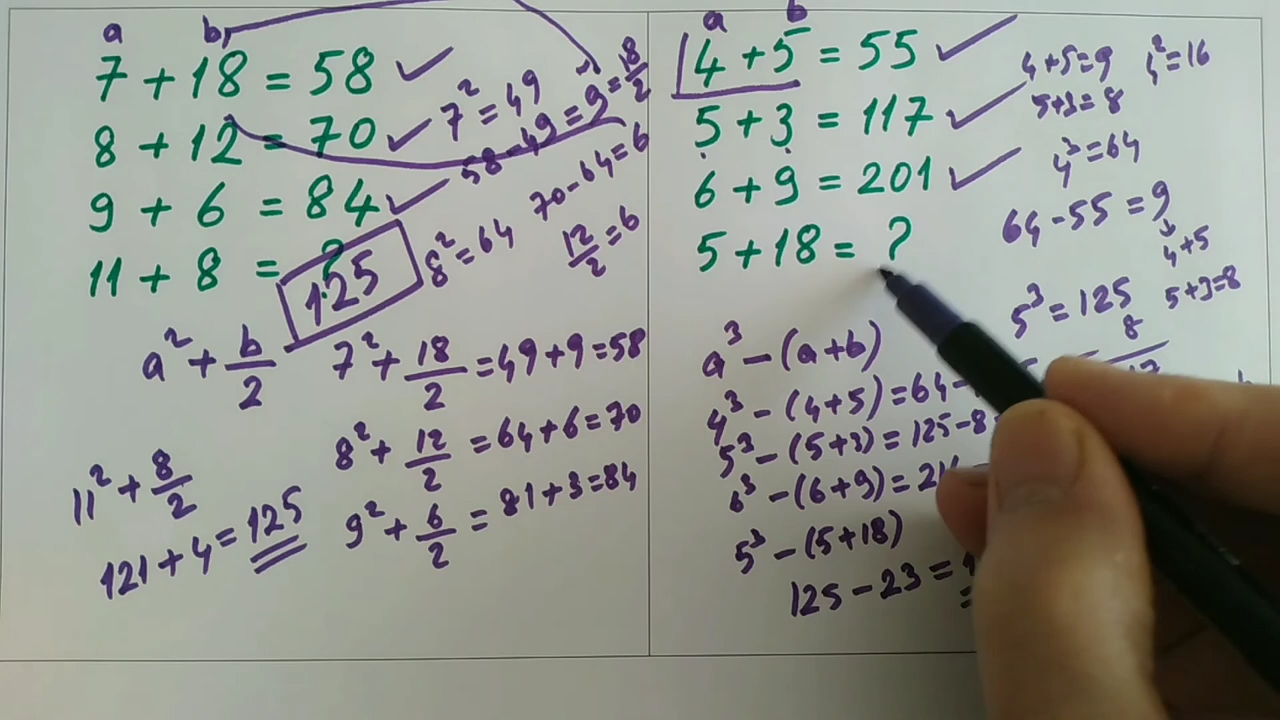 a b,
7 + 18 = 58 ✓
8 + 12 = 70 ✓
9 + 6 = 84 ✓
11 + 8 = ?
125
7² = 49
58 - 49 = 9 = 18/2
8² = 64
70 - 64 = 6
12/2 = 6
a² + b/2
7² + 18/2 = 49 + 9 = 58
8² + 12/2 = 64 + 6 = 70
9² + 6/2 = 81 + 3 = 84
11² + 8/2
121 + 4 = 125
a b
4 + 5 = 55 ✓
5 + 3 = 117 ✓
6 + 9 = 201 ✓
5 + 18 = ?
4 + 5 = 9
5 + 3 = 8
4² = 16
4³ = 64
64 - 55 = 9
4 + 5
5³ = 125
8
5 + 3 = 8
a³ - (a + b)
4³ - (4 + 5) = 64 -
5³ - (5 + 3) = 125 - 8
6³ - (6 + 9) =
5³ - (5 + 18)
125 - 23 =